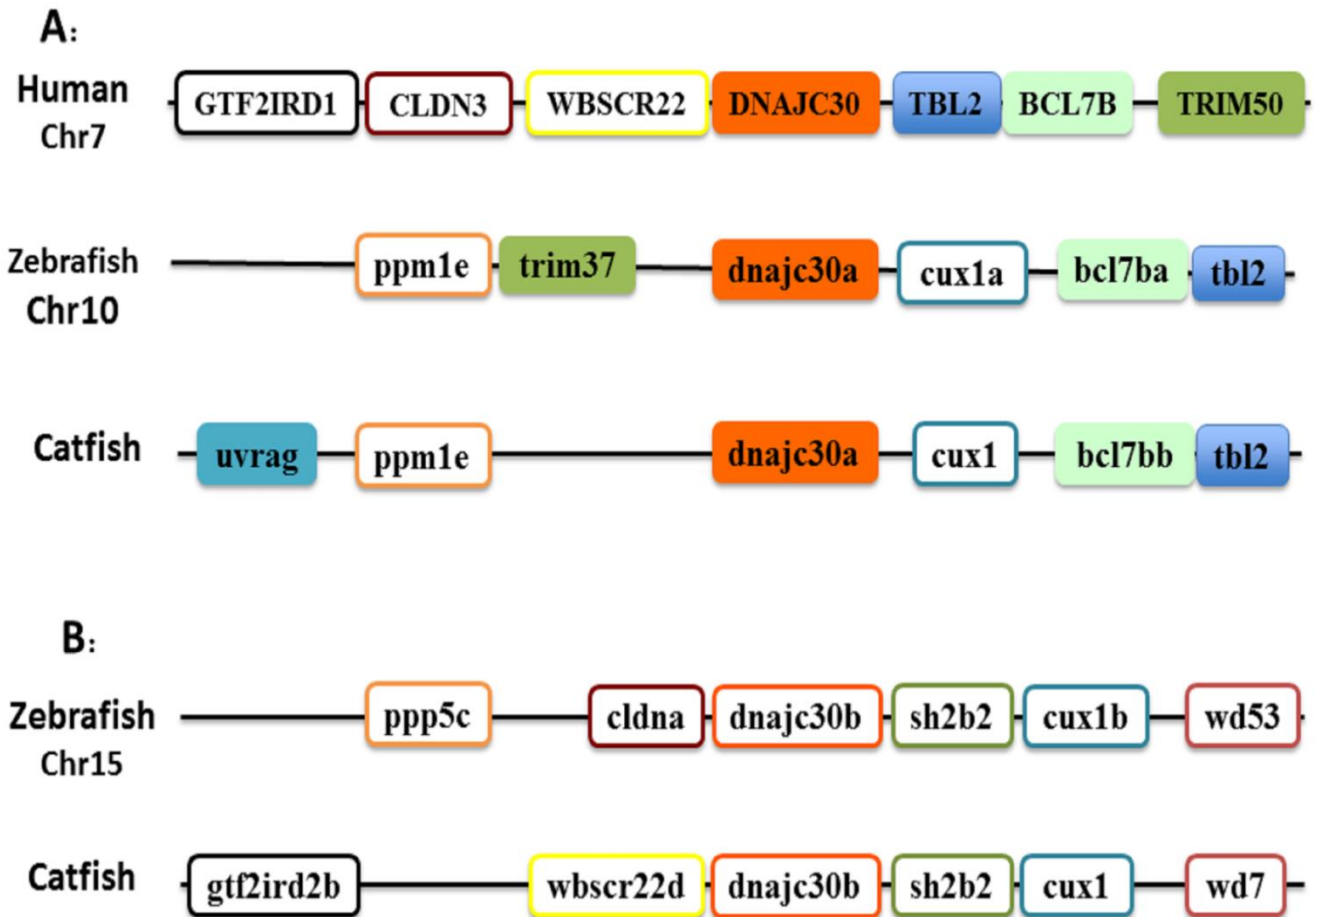 A:
Human
Chr7
GTF2IRD1 CLDN3 WBSCR22 DNAJC30 TBL2 BCL7B TRIM50
Zebrafish
Chr10
ppm1e trim37 dnajc30a cux1a bcl7ba tbl2
Catfish
uvrag ppm1e dnajc30a cux1 bcl7bb tbl2
B:
Zebrafish
Chr15
ppp5c cldna dnajc30b sh2b2 cux1b wd53
Catfish
gtf2ird2b wbscr22d dnajc30b sh2b2 cux1 wd7